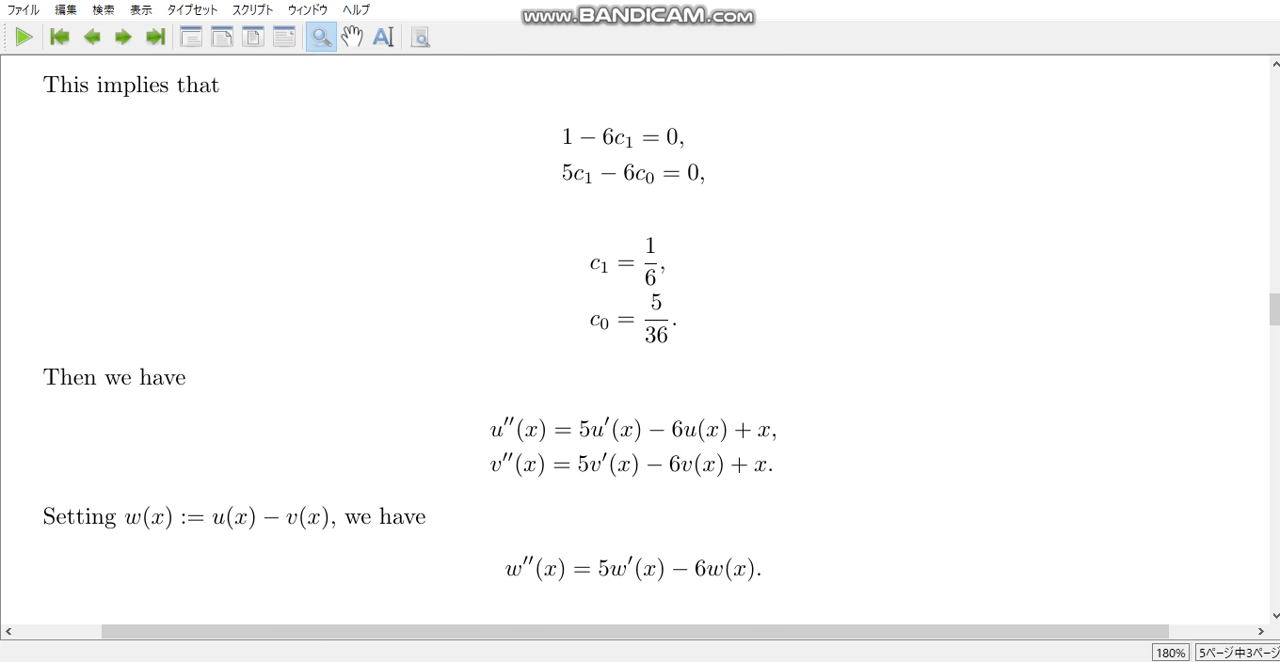 ファイル 編集 検索 表示 タイプセット スクリプト ウィンドウ ヘルプ
www.BANDICAM.com
This implies that
1 − 6c₁ = 0,
5c₁ − 6c₀ = 0,
c₁ = 1/6,
c₀ = 5/36.
Then we have
u′′(x) = 5u′(x) − 6u(x) + x,
v′′(x) = 5v′(x) − 6v(x) + x.
Setting w(x) := u(x) − v(x), we have
w′′(x) = 5w′(x) − 6w(x).
180% 5ページ中3ページ